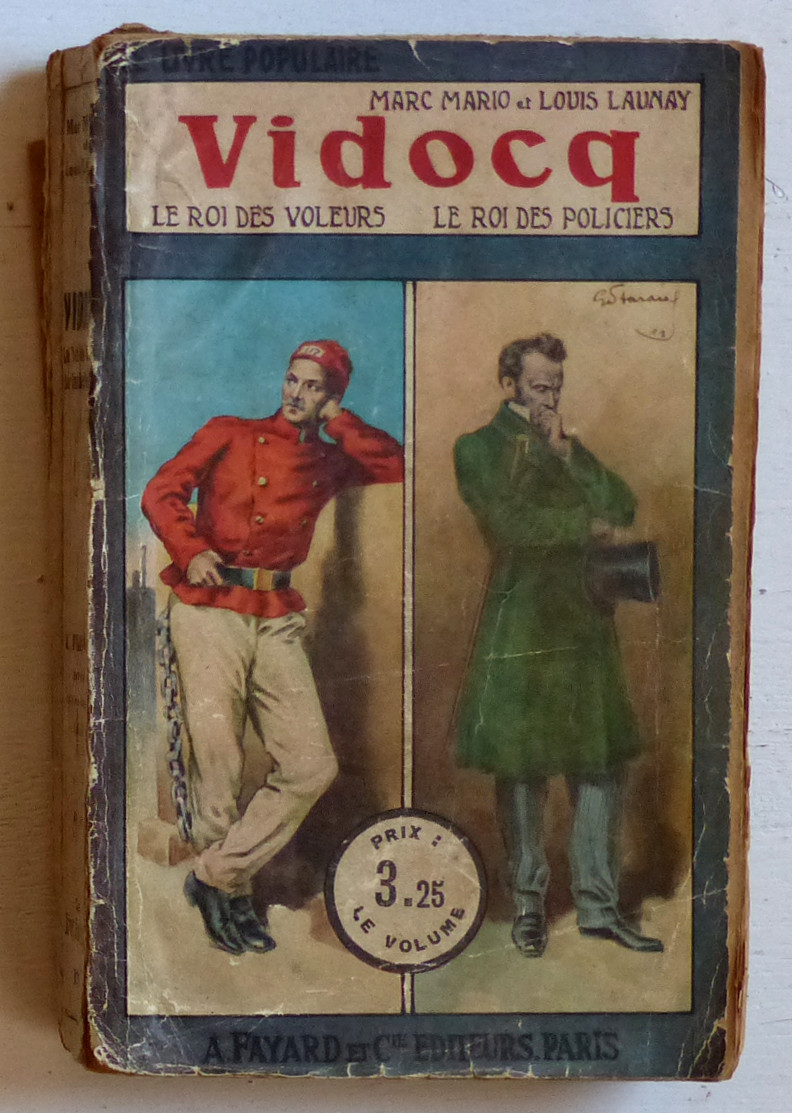 LIVRE POPULAIRE
MARC MARIO et LOUIS LAUNAY
Vidocq
LE ROI DES VOLEURS LE ROI DES POLICIERS
PRIX :
3.25
LE VOLUME
A. FAYARD ET Cie EDITEURS. PARIS